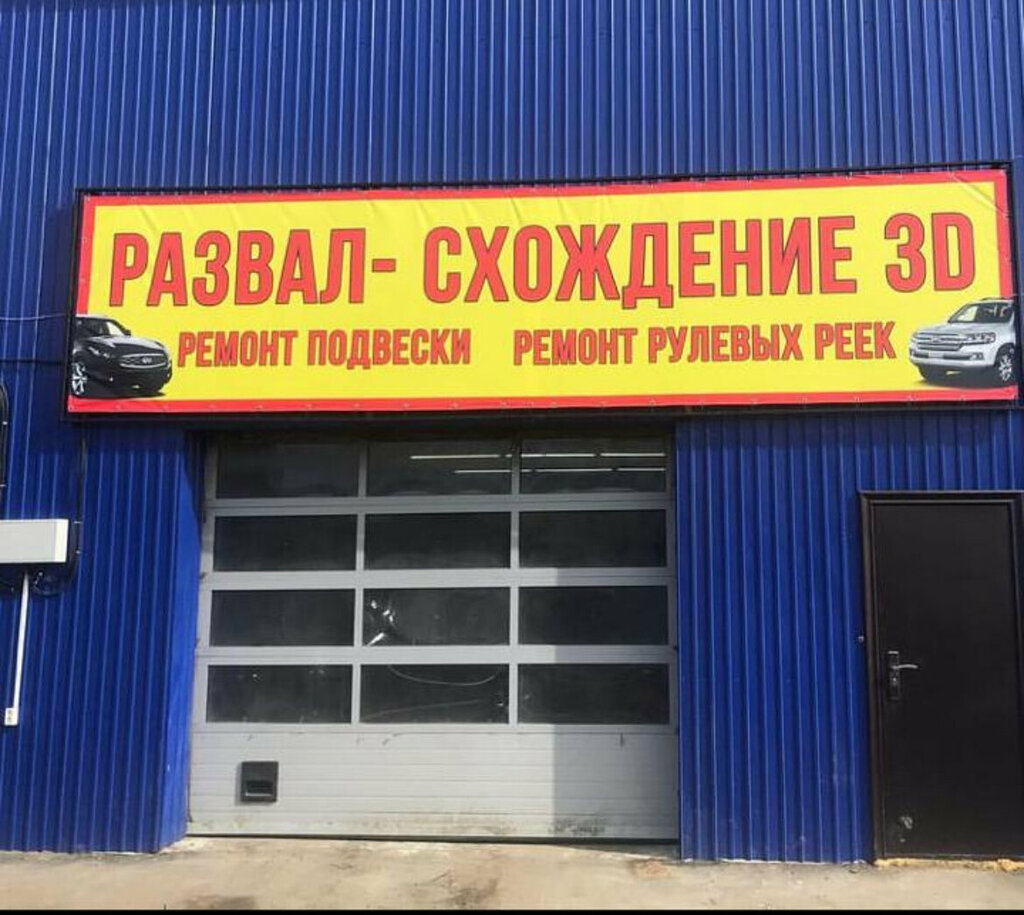 РАЗВАЛ- СХОЖДЕНИЕ 3D
РЕМОНТ ПОДВЕСКИ РЕМОНТ РУЛЕВЫХ РЕЕК